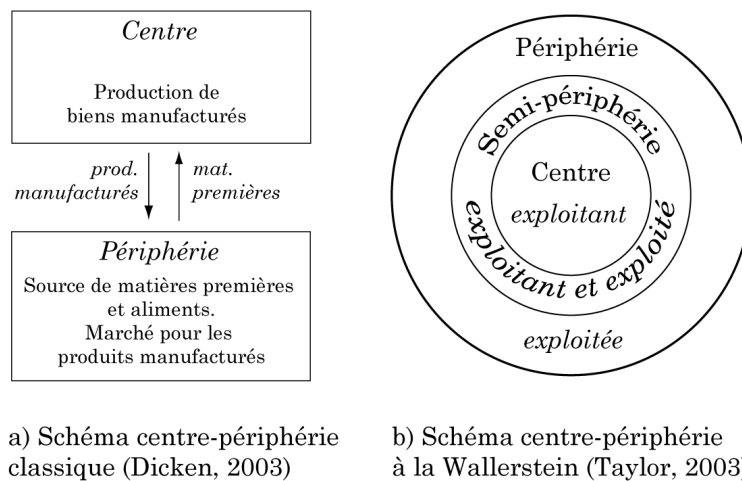 Centre
Production de
biens manufacturés
prod.
manufacturés
mat.
premières
Périphérie
Source de matières premières
et aliments.
Marché pour les
produits manufacturés
a) Schéma centre-périphérie
classique (Dicken, 2003)
Périphérie
Semi-périphérie
Centre
exploitant
exploitant et exploité
exploitée
b) Schéma centre-périphérie
à la Wallerstein (Taylor, 2003)